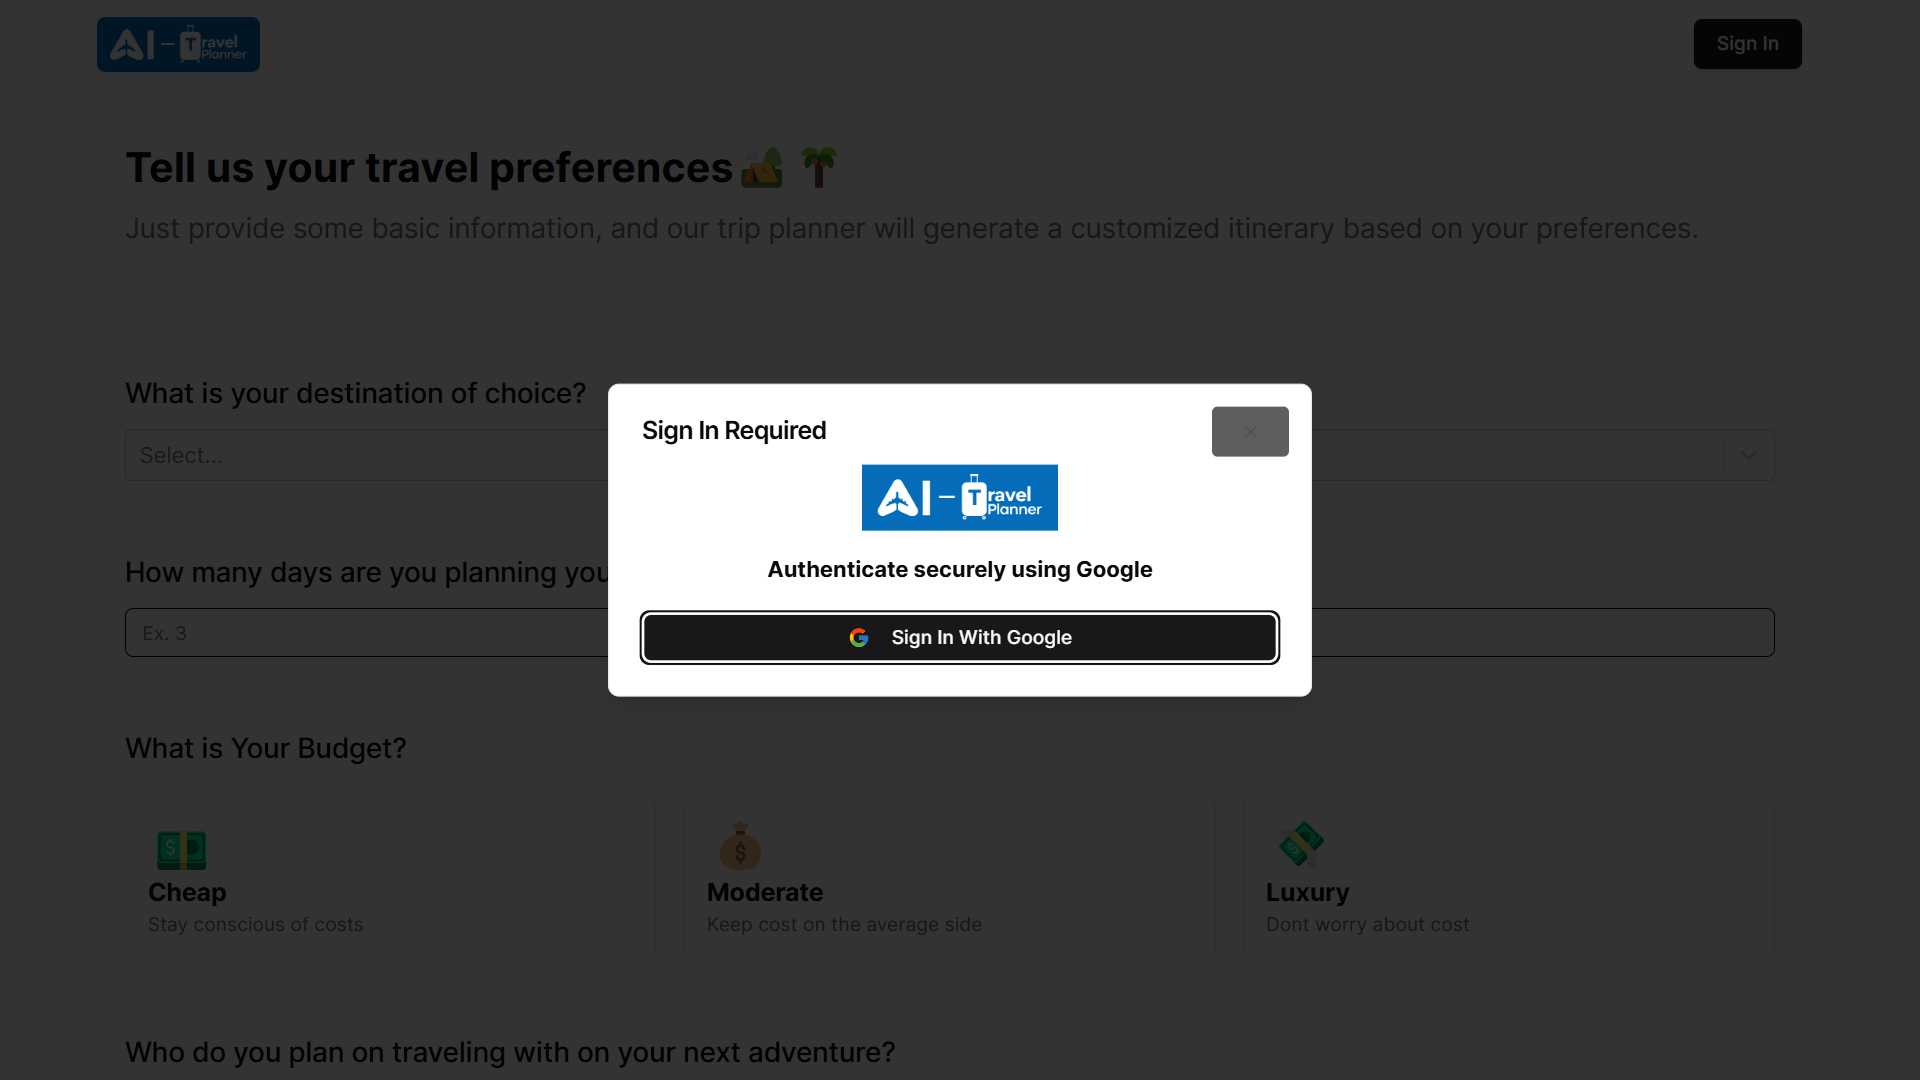 AI - Travel Planner
Sign In
Tell us your travel preferences
Just provide some basic information, and our trip planner will generate a customized itinerary based on your preferences.
What is your destination of choice?
Select...
How many days are you planning you
Ex. 3
Sign In Required
AI - Travel Planner
Authenticate securely using Google
Sign In With Google
What is Your Budget?
Cheap
Stay conscious of costs
Moderate
Keep cost on the average side
Luxury
Dont worry about cost
Who do you plan on traveling with on your next adventure?